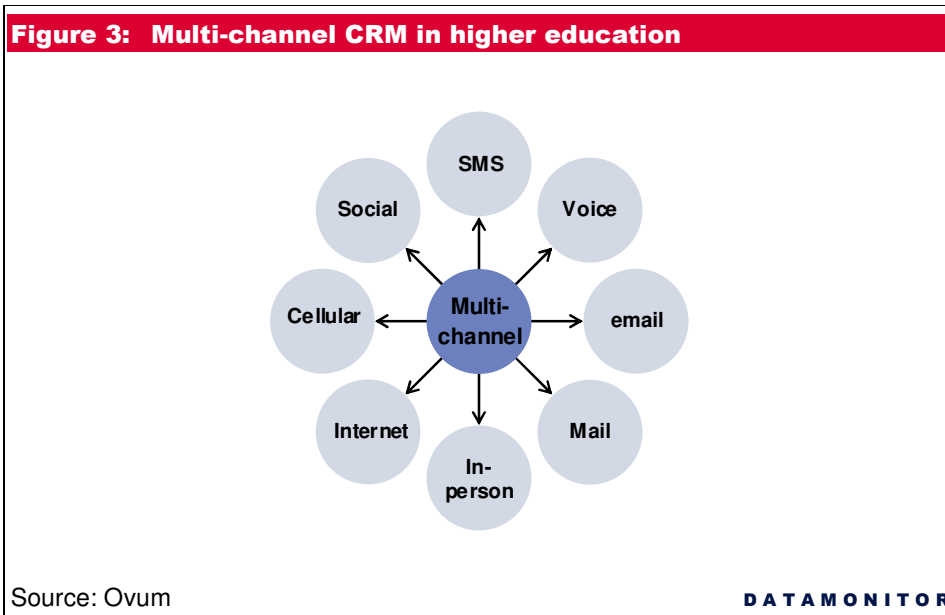 Figure 3: Multi-channel CRM in higher education
SMS
Social
Voice
Cellular
Multi-
channel
email
Internet
Mail
In-
person
Source: Ovum
DATAMONITOR